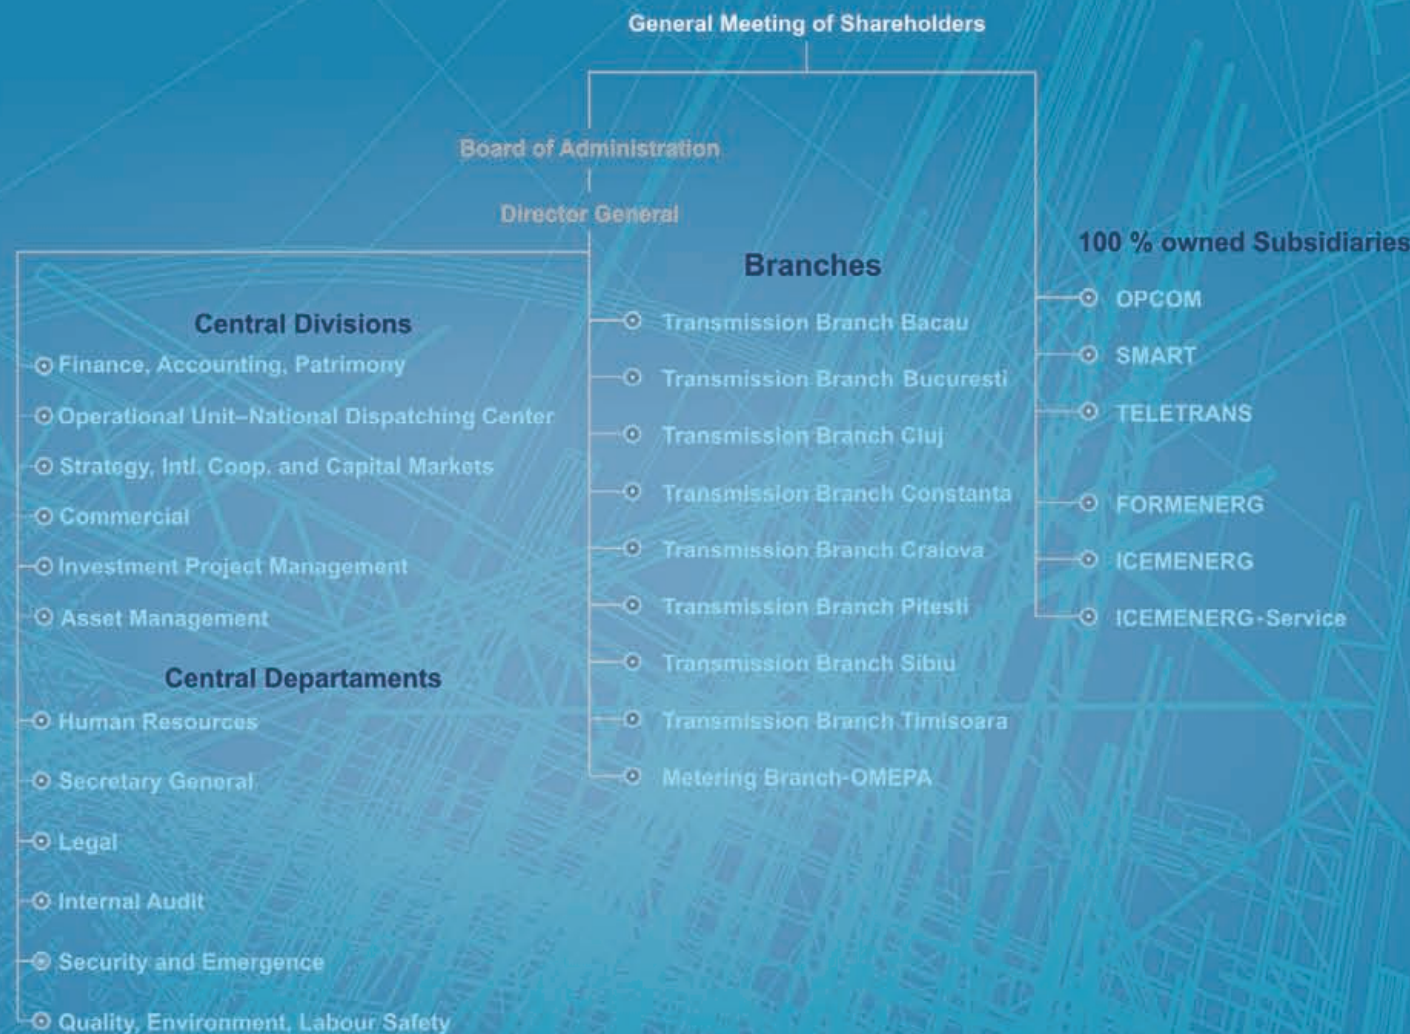 General Meeting of Shareholders
Board of Administration
Director General
Central Divisions
Finance, Accounting, Patrimony
Operational Unit–National Dispatching Center
Strategy, Intl. Coop. and Capital Markets
Commercial
Investment Project Management
Asset Management
Central Departaments
Human Resources
Secretary General
Legal
Internal Audit
Security and Emergence
Quality, Environment, Labour Safety
Branches
Transmission Branch Bacau
Transmission Branch Bucuresti
Transmission Branch Cluj
Transmission Branch Constanta
Transmission Branch Craiova
Transmission Branch Pitesti
Transmission Branch Sibiu
Transmission Branch Timisoara
Metering Branch-OMEPA
100 % owned Subsidiaries
OPCOM
SMART
TELETRANS
FORMENERG
ICEMENERG
ICEMENERG-Service